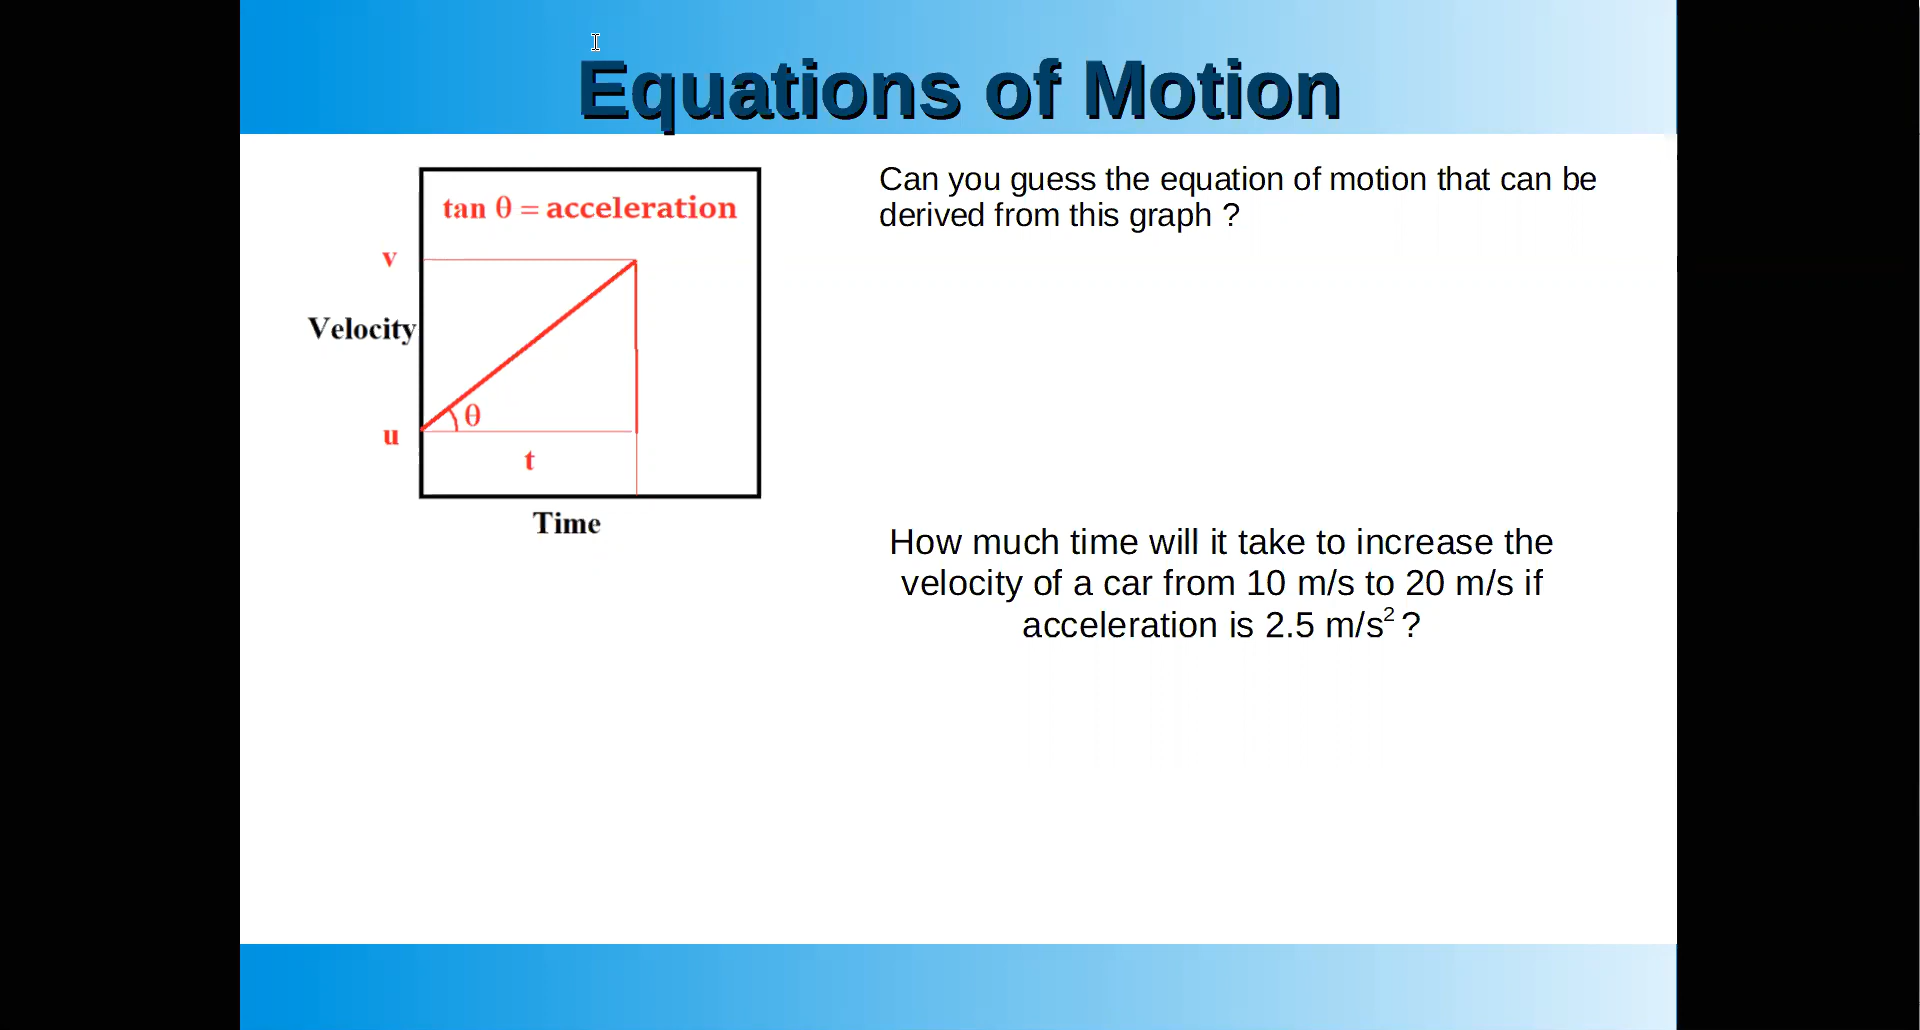 Equations of Motion
tan θ = acceleration
v
Velocity
θ
u
t
Time
Can you guess the equation of motion that can be
derived from this graph ?
How much time will it take to increase the
velocity of a car from 10 m/s to 20 m/s if
acceleration is 2.5 m/s² ?